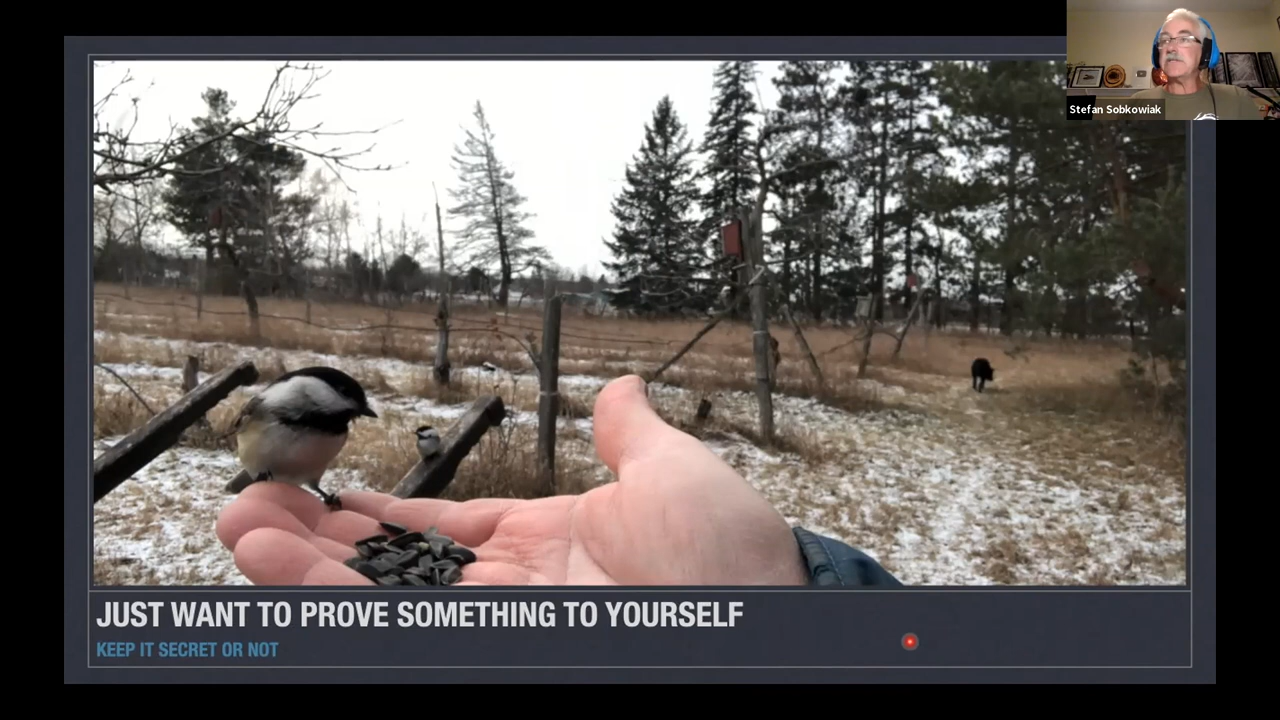 Stefan Sobkowiak
JUST WANT TO PROVE SOMETHING TO YOURSELF
KEEP IT SECRET OR NOT